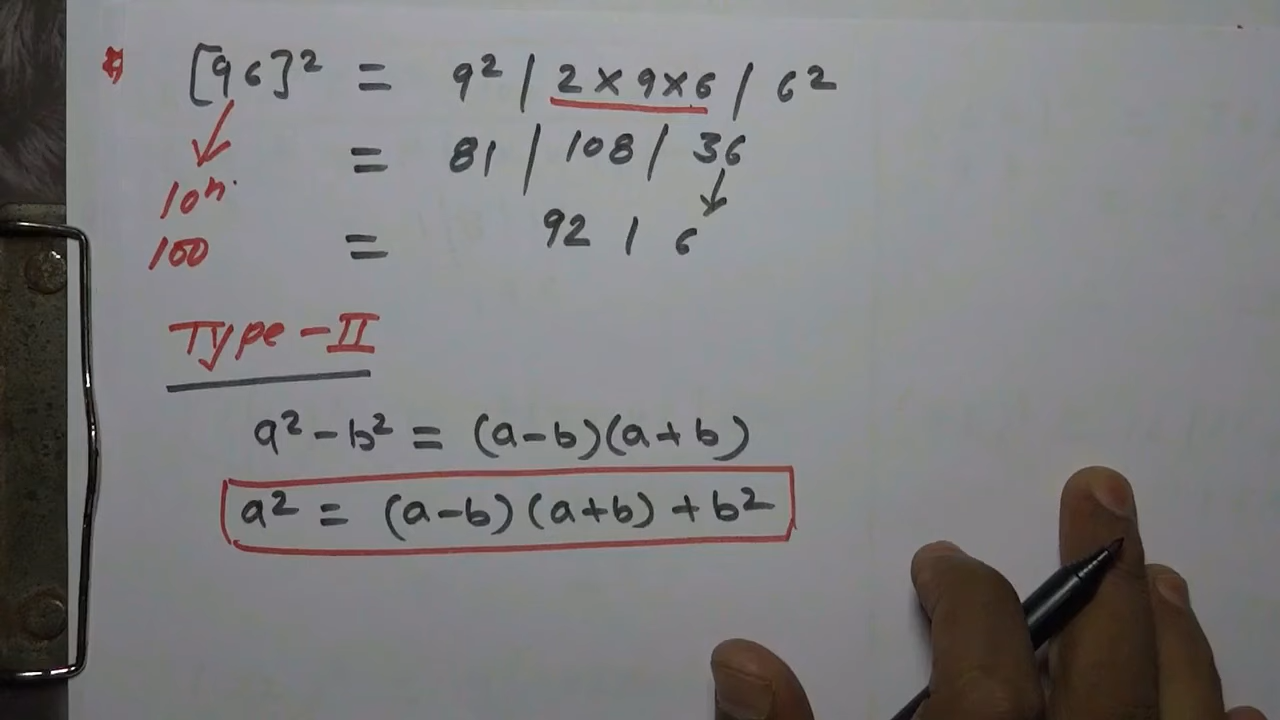 [96]² = 9² / 2×9×6 / 6²
= 81 / 108 / 36
10ⁿ
= 92 / 6
100
Type-II
a²-b² = (a-b)(a+b)
a² = (a-b)(a+b)+b²